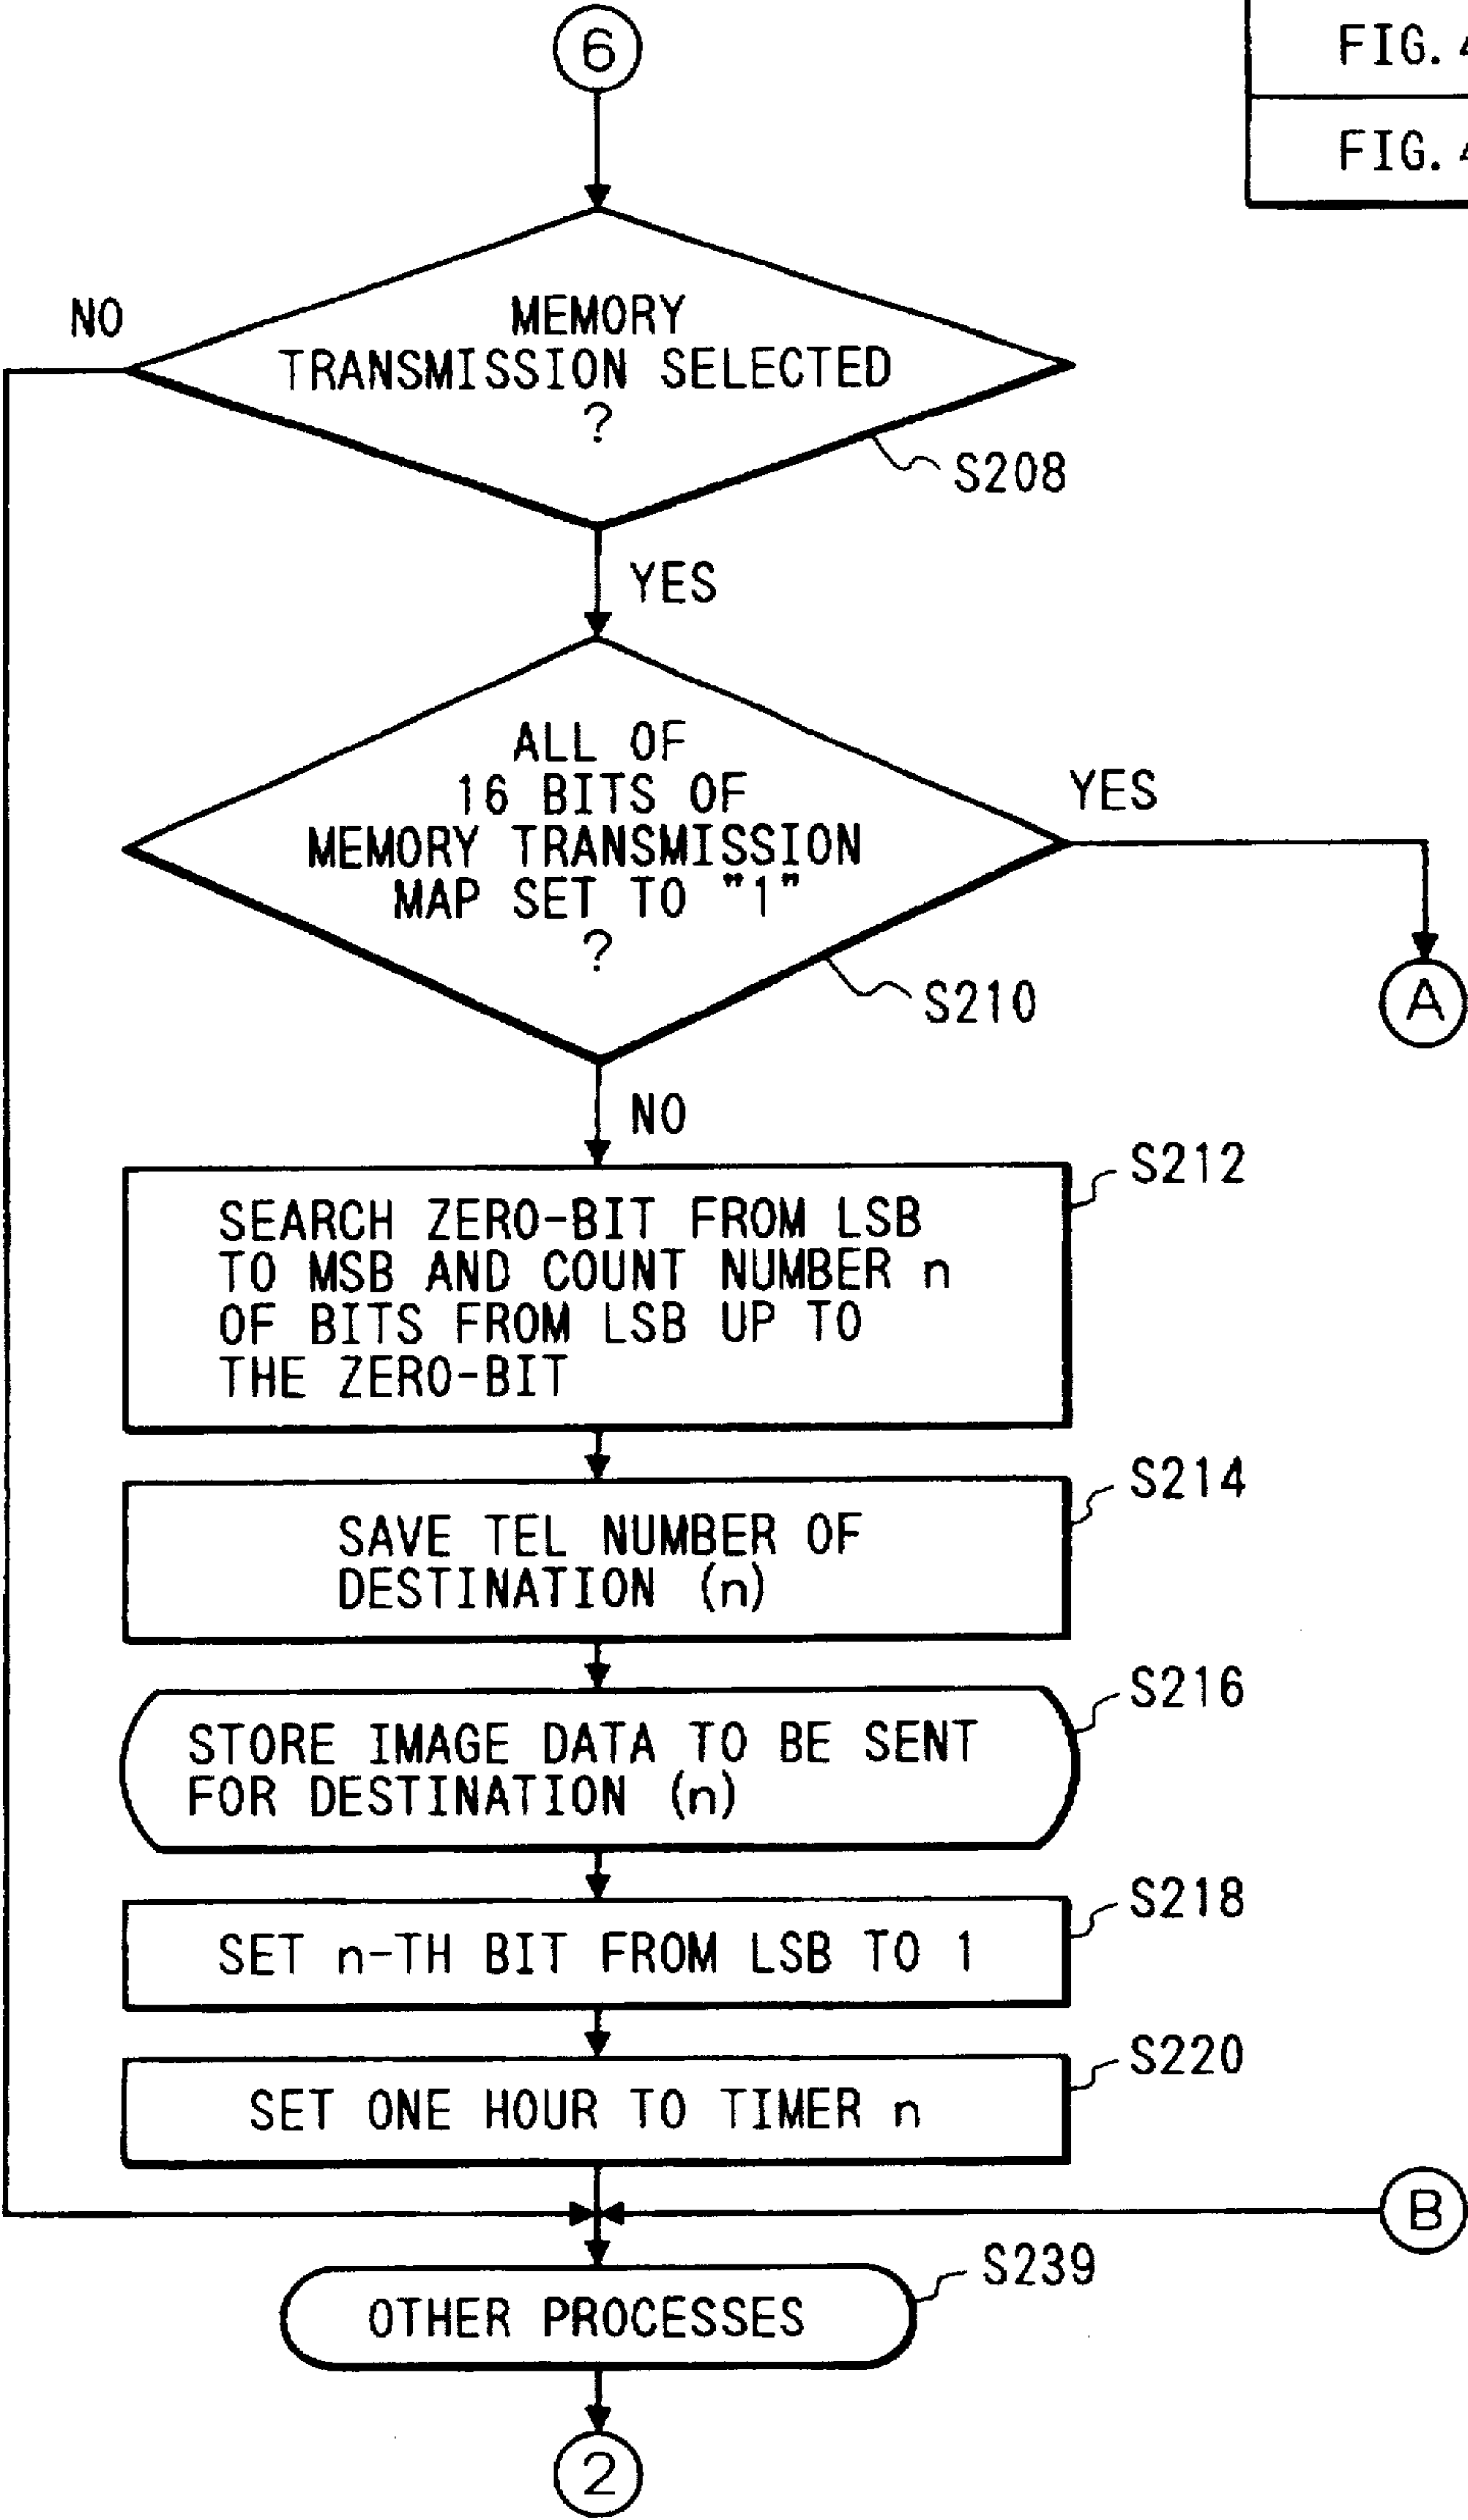 6
FIG. 4
FIG. 4
NO
MEMORY
TRANSMISSION SELECTED
?
S208
YES
ALL OF
16 BITS OF
MEMORY TRANSMISSION
MAP SET TO "1"
?
YES
S210
A
NO
S212
SEARCH ZERO-BIT FROM LSB
TO MSB AND COUNT NUMBER n
OF BITS FROM LSB UP TO
THE ZERO-BIT
S214
SAVE TEL NUMBER OF
DESTINATION (n)
S216
STORE IMAGE DATA TO BE SENT
FOR DESTINATION (n)
S218
SET n-TH BIT FROM LSB TO 1
S220
SET ONE HOUR TO TIMER n
B
S239
OTHER PROCESSES
2